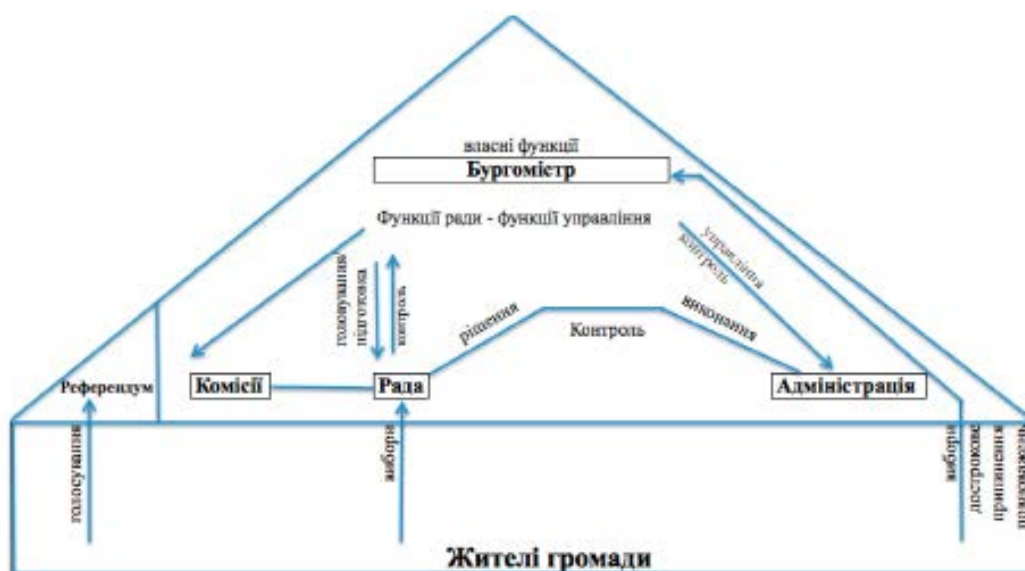 власні функції
Бургомістр
Функції ради - функції управління
управління
контроль
головування/
підготовка
контроль
рішення
Контроль
виконання
Референдум
Комісії
Рада
Адміністрація
голосування
вибори
вибори
дострокове
припинення
повноважень
Жителі громади